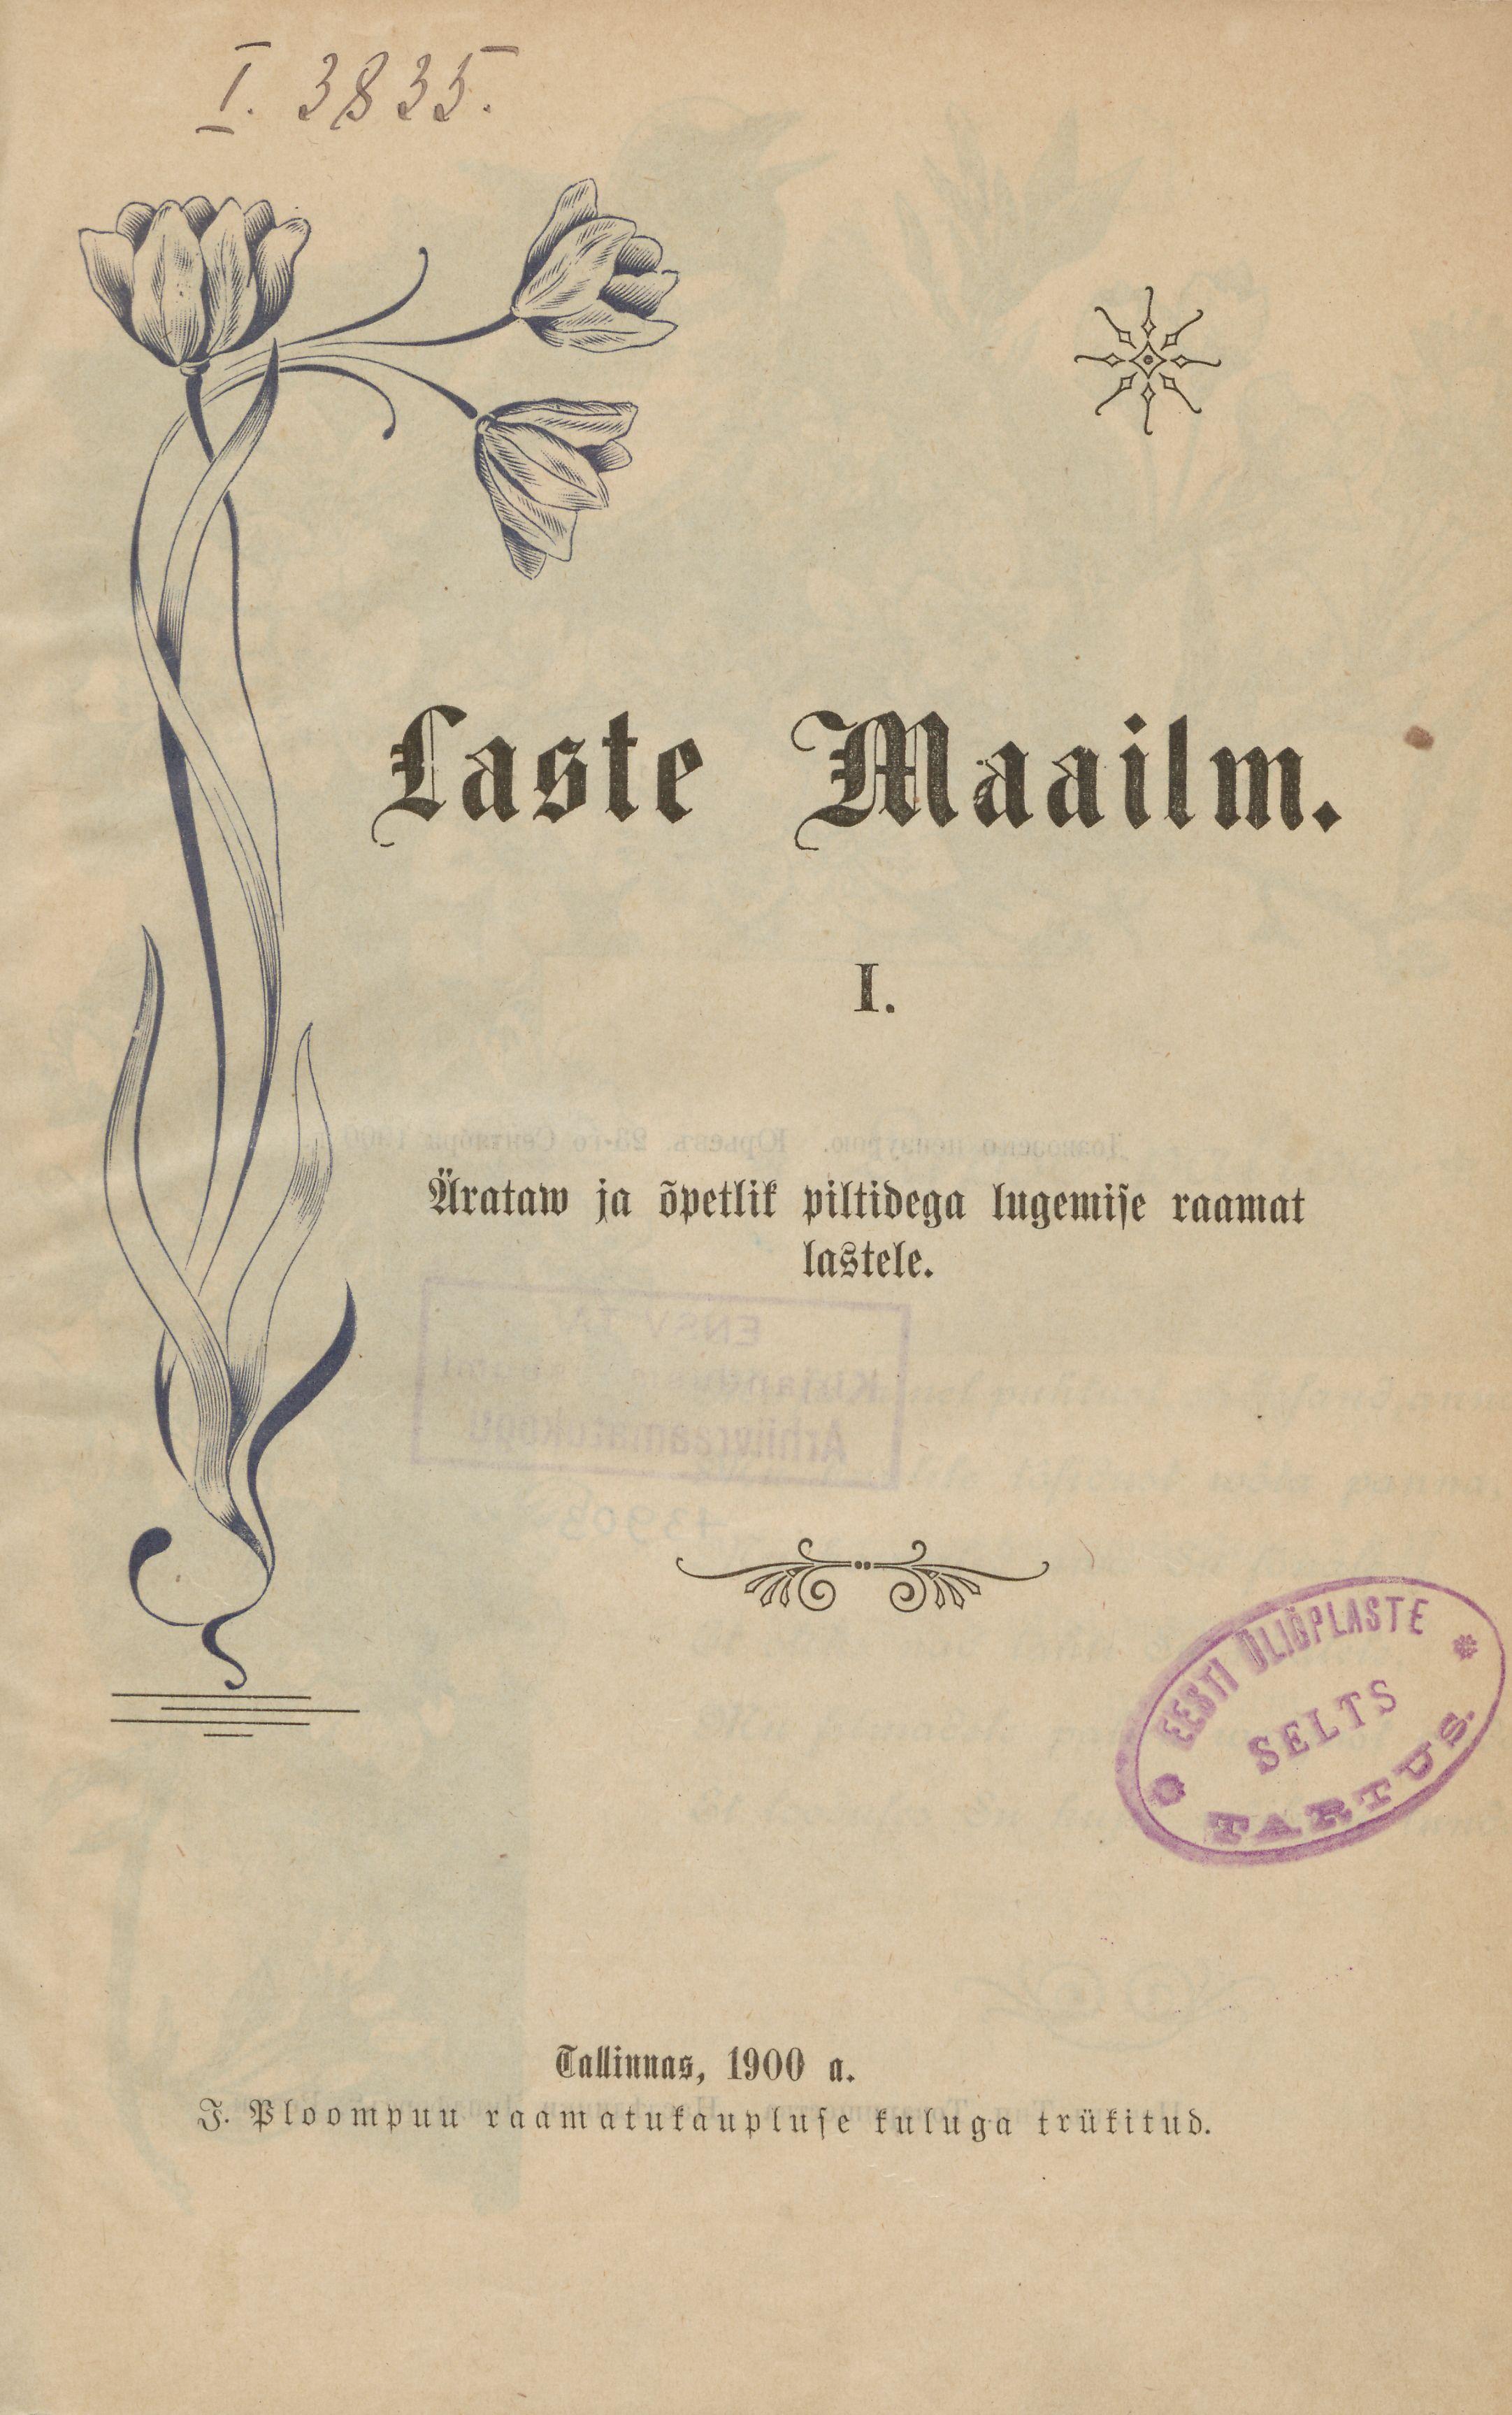 I. 3835.
Laste Maailm.
I.
Ärataw ja õpetlik piltidega lugemise raamat
lastele.
EESTI ÜLIÕPLASTE
SELTS
TARTUS.
Tallinnas, 1900 a.
J. Ploompuu raamatukaupluse kuluga trükitud.